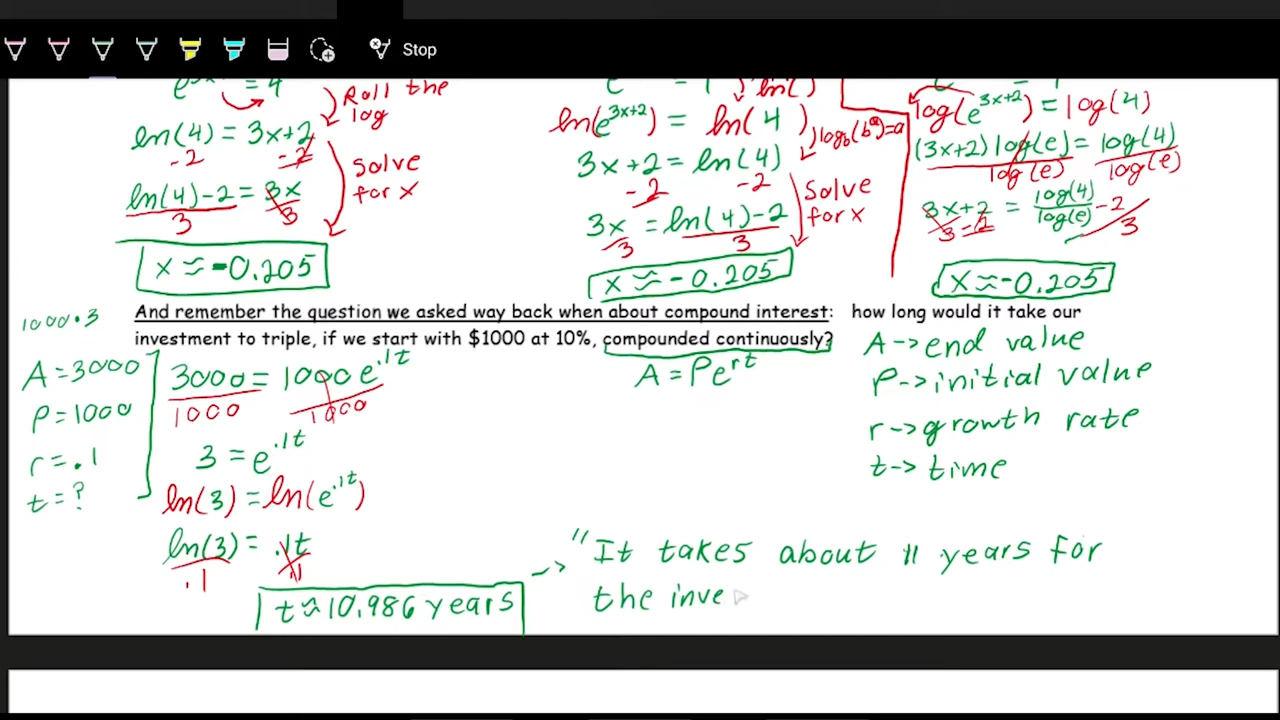 Stop
e^3x = 4
Roll the
log
ln(4) = 3x+2
-2 -2
Solve
for x
ln(4)-2 = 3x
3 3
x ≈ -0.205
ln()
ln(e^3x+2) = ln(4)
log_b(b^a)=a
3x+2 = ln(4)
-2 -2
Solve
for x
3x = ln(4)-2
3 3
x ≈ -0.205
log(e^3x+2) = log(4)
(3x+2) log(e) = log(4)
log(e) log(e)
3x+2 = log(4)/log(e) -2
3 -2 3
x ≈ -0.205
1000•3
And remember the question we asked way back when about compound interest: how long would it take our
investment to triple, if we start with $1000 at 10%, compounded continuously?
A = Pe^rt
A -> end value
P -> initial value
r -> growth rate
t -> time
A = 3000
P = 1000
r = .1
t = ?
3000 = 1000 e^.1t
1000 1000
3 = e^.1t
ln(3) = ln(e^.1t)
ln(3) = .1t
.1 .1
t ≈ 10.986 years
-> "It takes about 11 years for
the inve